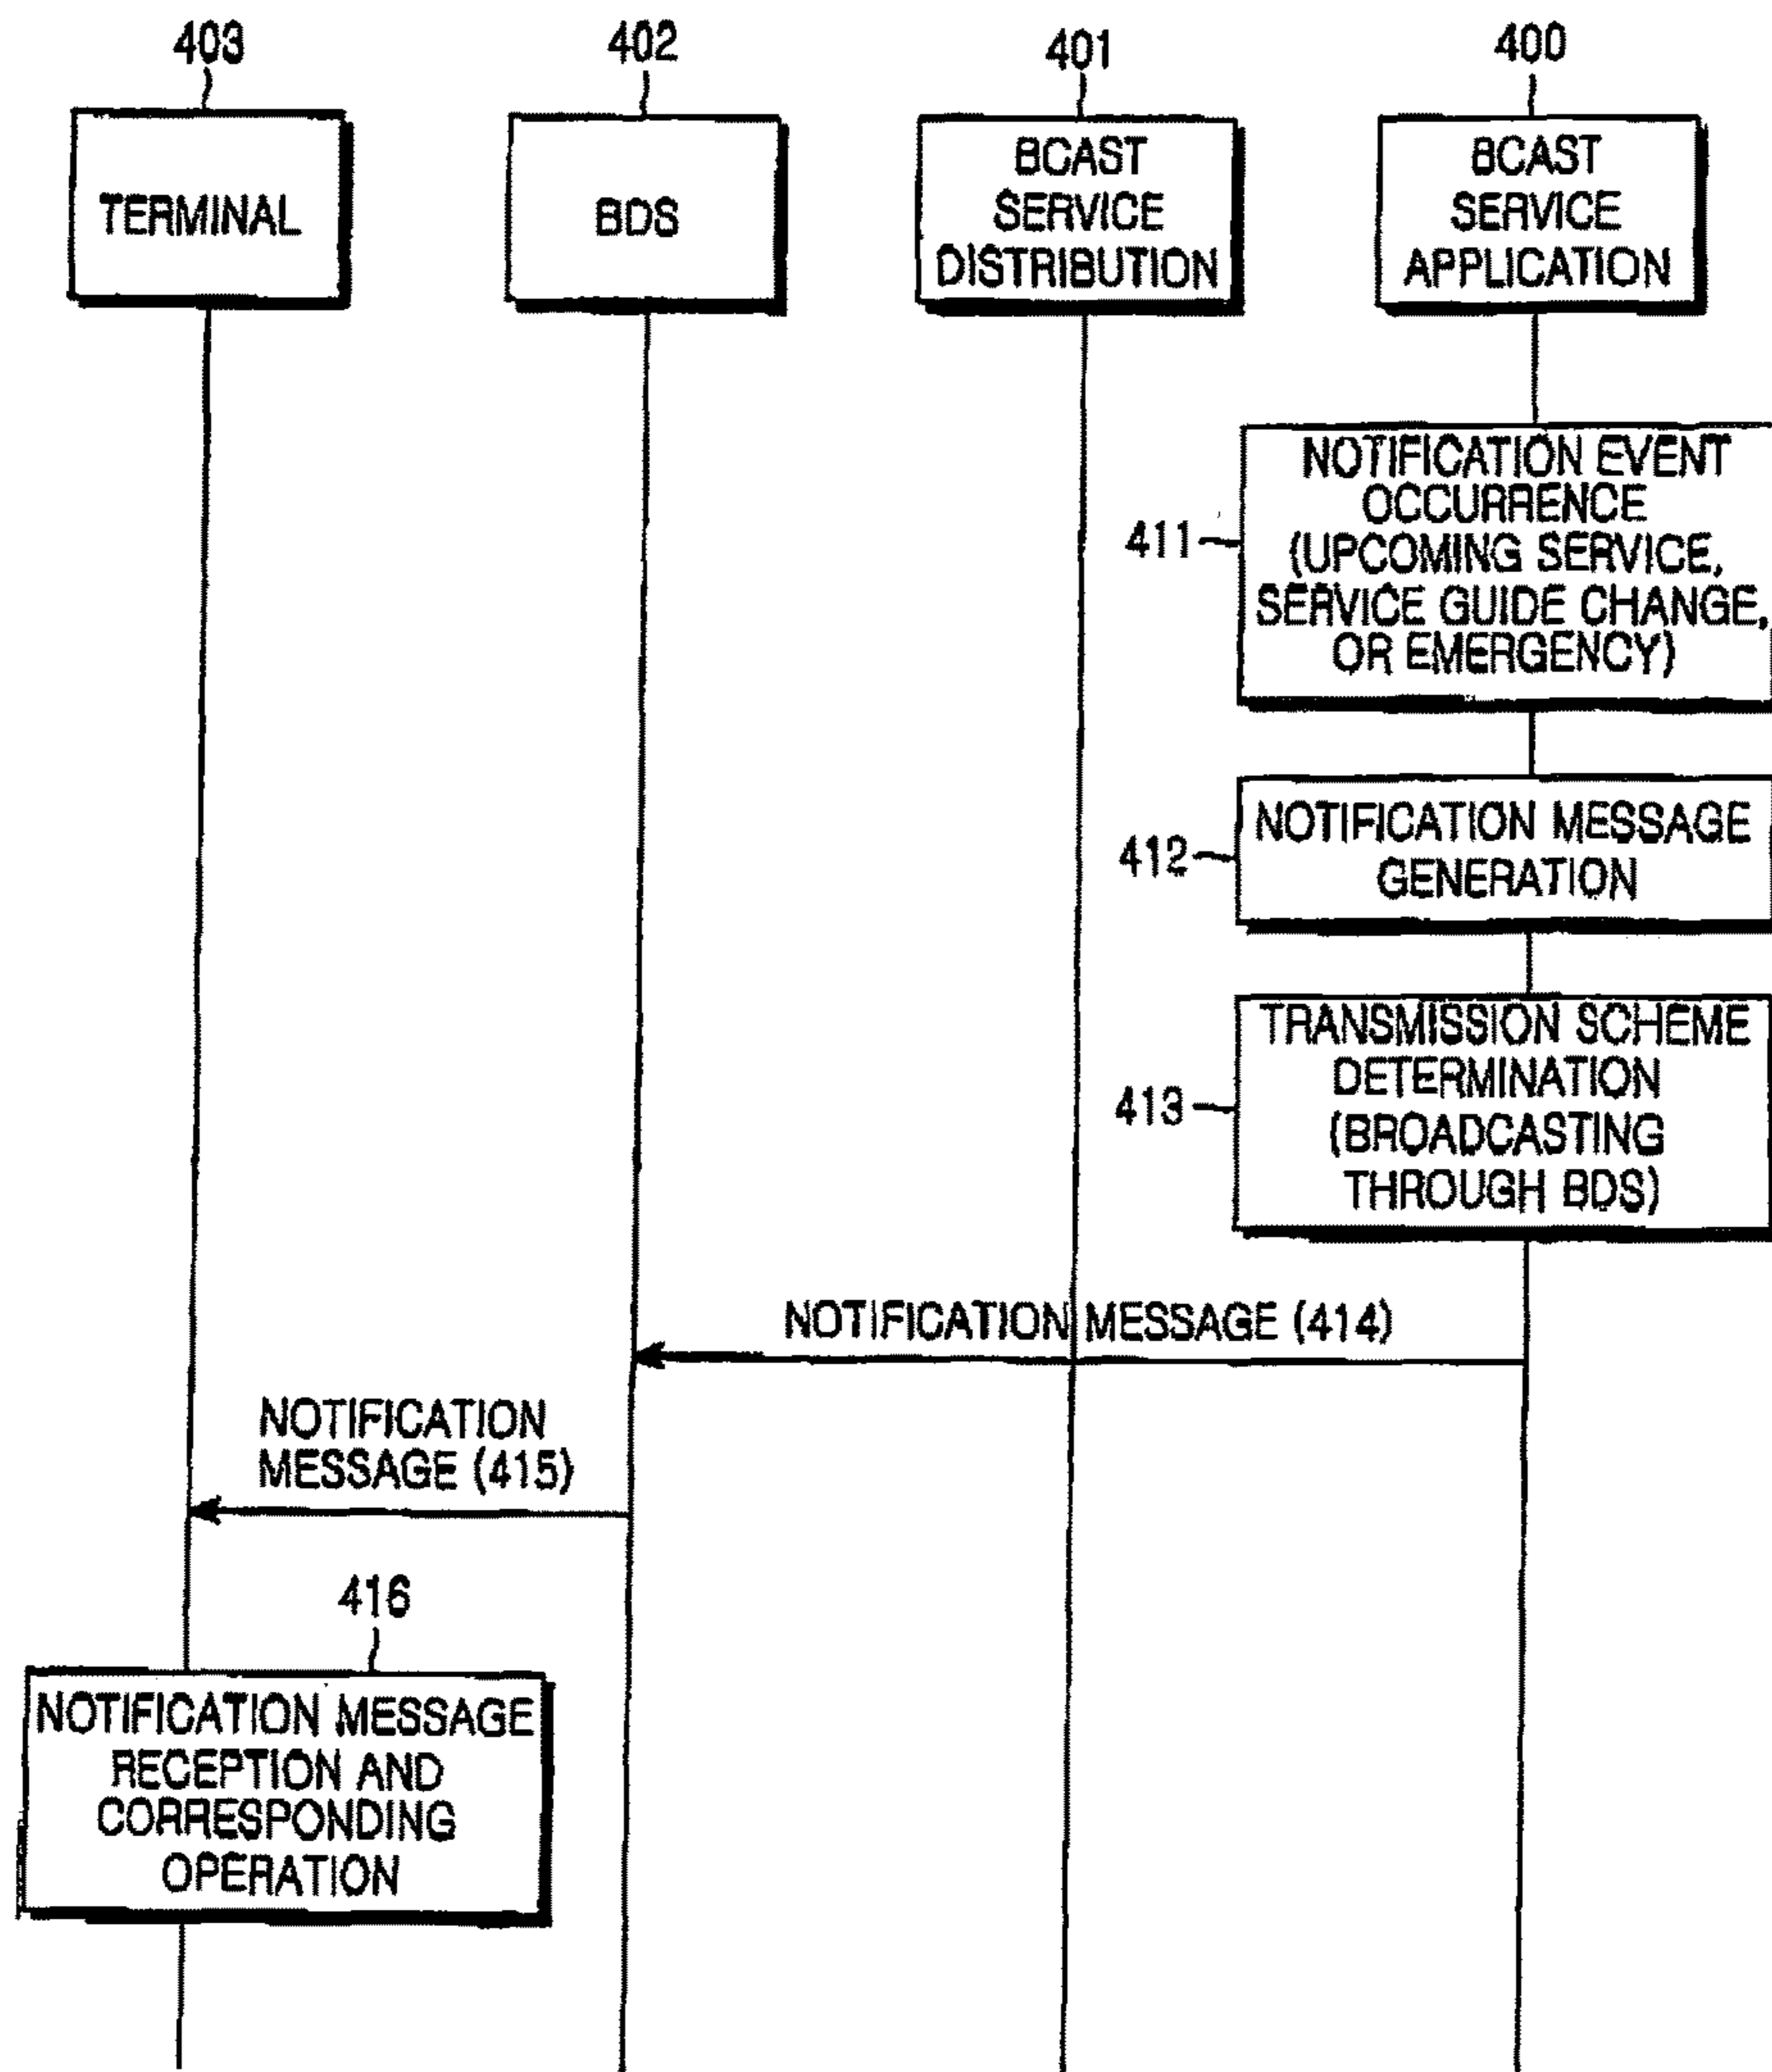 403
402
401
400
TERMINAL
BDS
BCAST
SERVICE
DISTRIBUTION
BCAST
SERVICE
APPLICATION
411
NOTIFICATION EVENT
OCCURRENCE
(UPCOMING SERVICE,
SERVICE GUIDE CHANGE,
OR EMERGENCY)
412
NOTIFICATION MESSAGE
GENERATION
413
TRANSMISSION SCHEME
DETERMINATION
(BROADCASTING
THROUGH BDS)
NOTIFICATION MESSAGE (414)
NOTIFICATION
MESSAGE (415)
416
NOTIFICATION MESSAGE
RECEPTION AND
CORRESPONDING
OPERATION